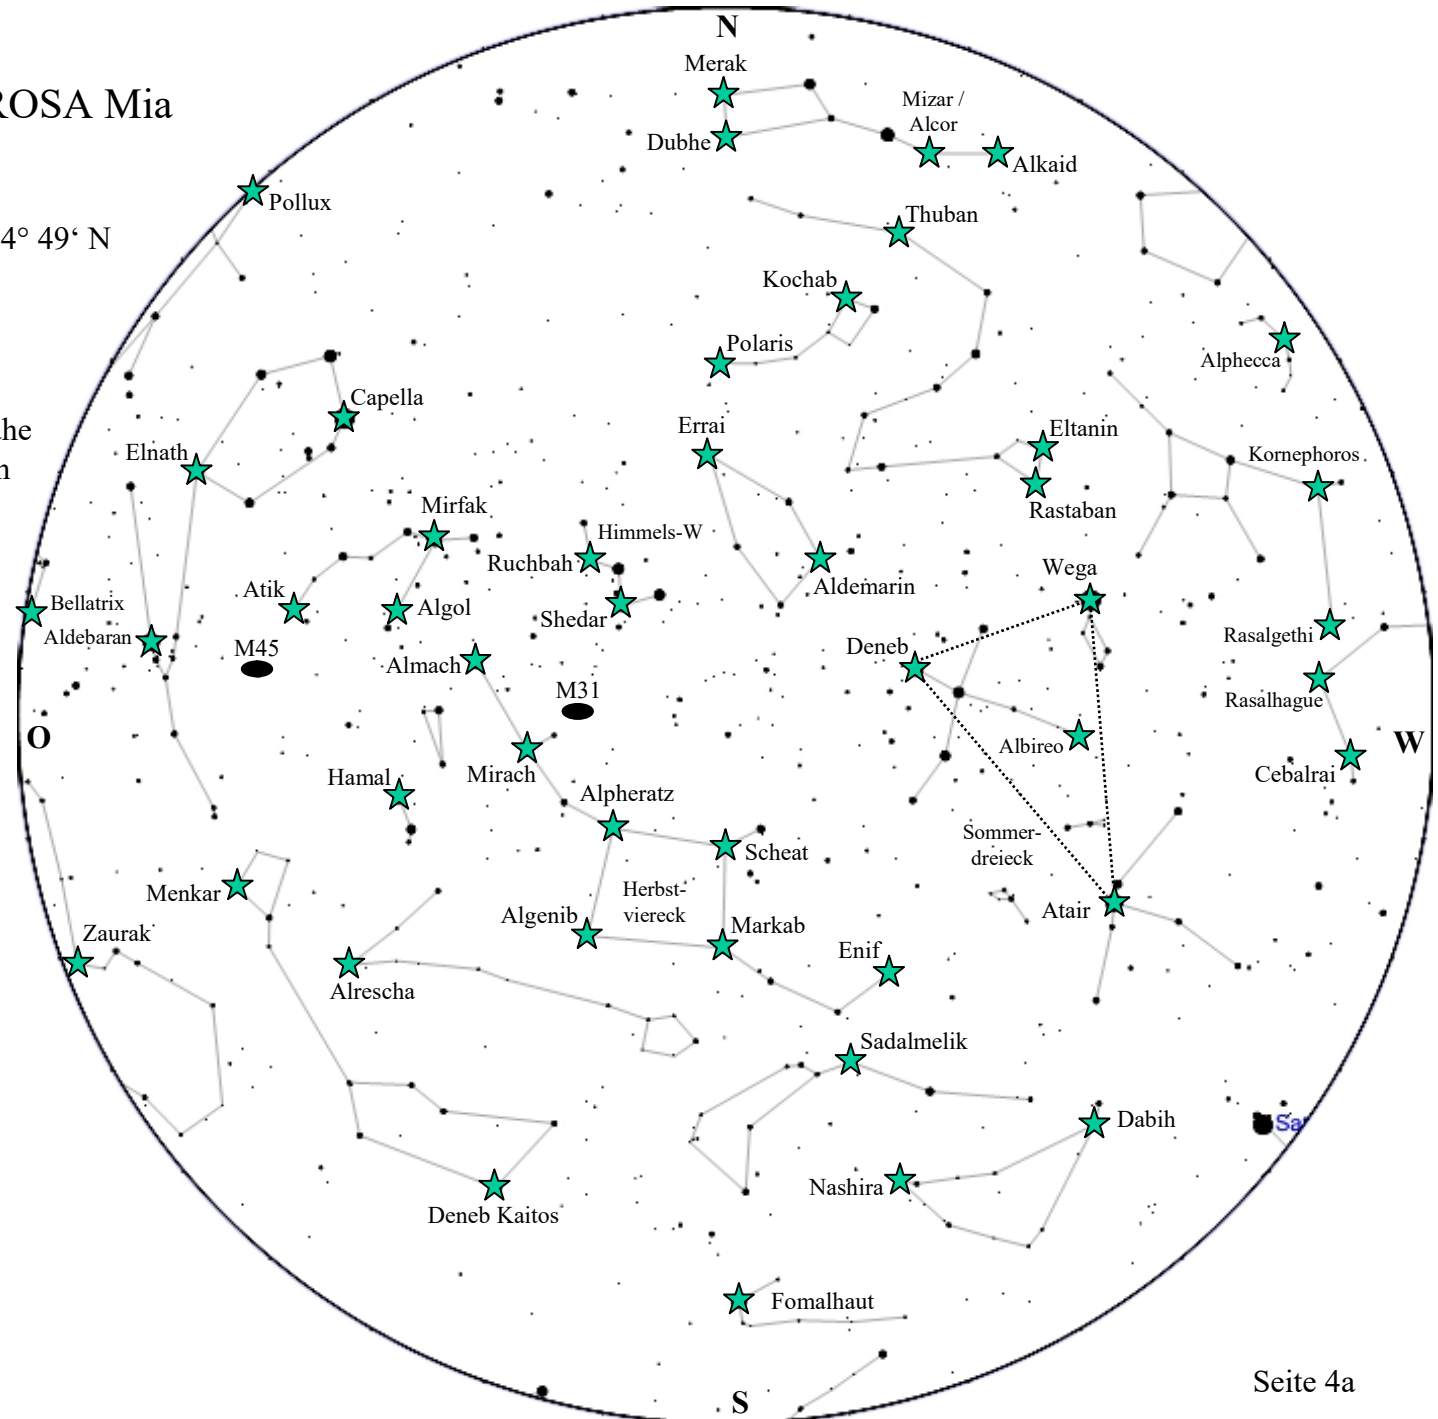 N
Merak
ROSA Mia
Mizar /
Alcor
Dubhe
Alkaid
Pollux
Thuban
4° 49‘ N
Kochab
Polaris
Alphecca
Capella
Errai
Eltanin
Elnath
Kornephoros
Mirfak
Rastaban
Himmels-W
Ruchbah
Wega
Aldemarin
Atik
Bellatrix
Algol
Shedar
Aldebaran
Rasalgethi
M45
Deneb
Almach
M31
Rasalhague
O
W
Albireo
Mirach
Cebalrai
Hamal
Alpheratz
Sommer-
dreieck
Scheat
Menkar
Herbst-
viereck
Atair
Algenib
Markab
Zaurak
Enif
Alrescha
Sadalmelik
Dabih
Sa
Nashira
Deneb Kaitos
Fomalhaut
Seite 4a
S